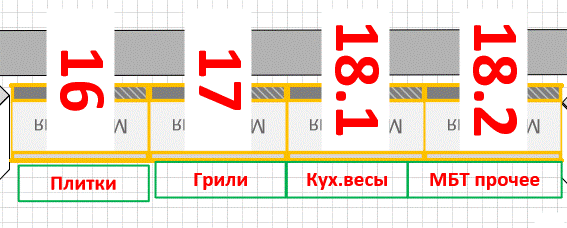 16
17
18.1
18.2
Плитки
Грили
Кух.весы
МБТ прочее